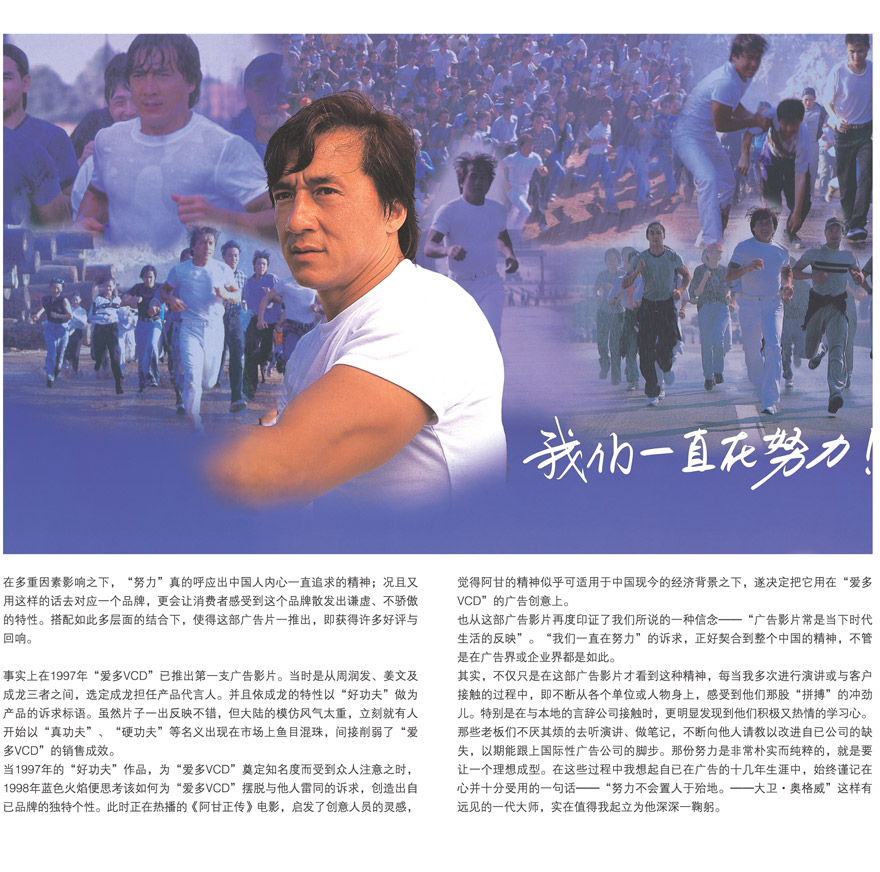 我们一直在努力!
在多重因素影响之下，“努力”真的呼应出中国人内心一直追求的精神；况且又
用这样的话去对应一个品牌，更会让消费者感受到这个品牌散发出谦虚、不骄傲
的特性。搭配如此多层面的结合下，使得这部广告片一推出，即获得许多好评与
回响。
事实上在1997年“爱多VCD”已推出第一支广告影片。当时是从周润发、姜文及
成龙三者之间，选定成龙担任产品代言人。并且依成龙的特性以“好功夫”做为
产品的诉求标语。虽然片子一出反映不错，但大陆的模仿风气太重，立刻就有人
开始以“真功夫”、“硬功夫”等名义出现在市场上鱼目混珠，间接削弱了“爱
多VCD”的销售成效。
当1997年的“好功夫”作品，为“爱多VCD”奠定知名度而受到众人注意之时，
1998年蓝色火焰便思考该如何为“爱多VCD”摆脱与他人雷同的诉求，创造出自
已品牌的独特个性。此时正在热播的《阿甘正传》电影，启发了创意人员的灵感，
觉得阿甘的精神似乎可适用于中国现今的经济背景之下，遂决定把它用在“爱多
VCD”的广告创意上。
也从这部广告影片再度印证了我们所说的一种信念——“广告影片常是当下时代
生活的反映”。“我们一直在努力”的诉求，正好契合到整个中国的精神，不管
是在广告界或企业界都是如此。
其实，不仅只是在这部广告影片才看到这种精神，每当我多次进行演讲或与客户
接触的过程中，即不断从各个单位或人物身上，感受到他们那股“拼搏”的冲劲
儿。特别是在与本地的言辞公司接触时，更明显发现到他们积极又热情的学习心。
那些老板们不厌其烦的去听演讲、做笔记，不断向他人请教以改进自已公司的缺
失，以期能跟上国际性广告公司的脚步。那份努力是非常朴实而纯粹的，就是要
让一个理想成型。在这些过程中我想起自已在广告的十几年生涯中，始终谨记在
心并十分受用的一句话——“努力不会置人于殆地。——大卫·奥格威”这样有
远见的一代大师，实在值得我起立为他深深一鞠躬。